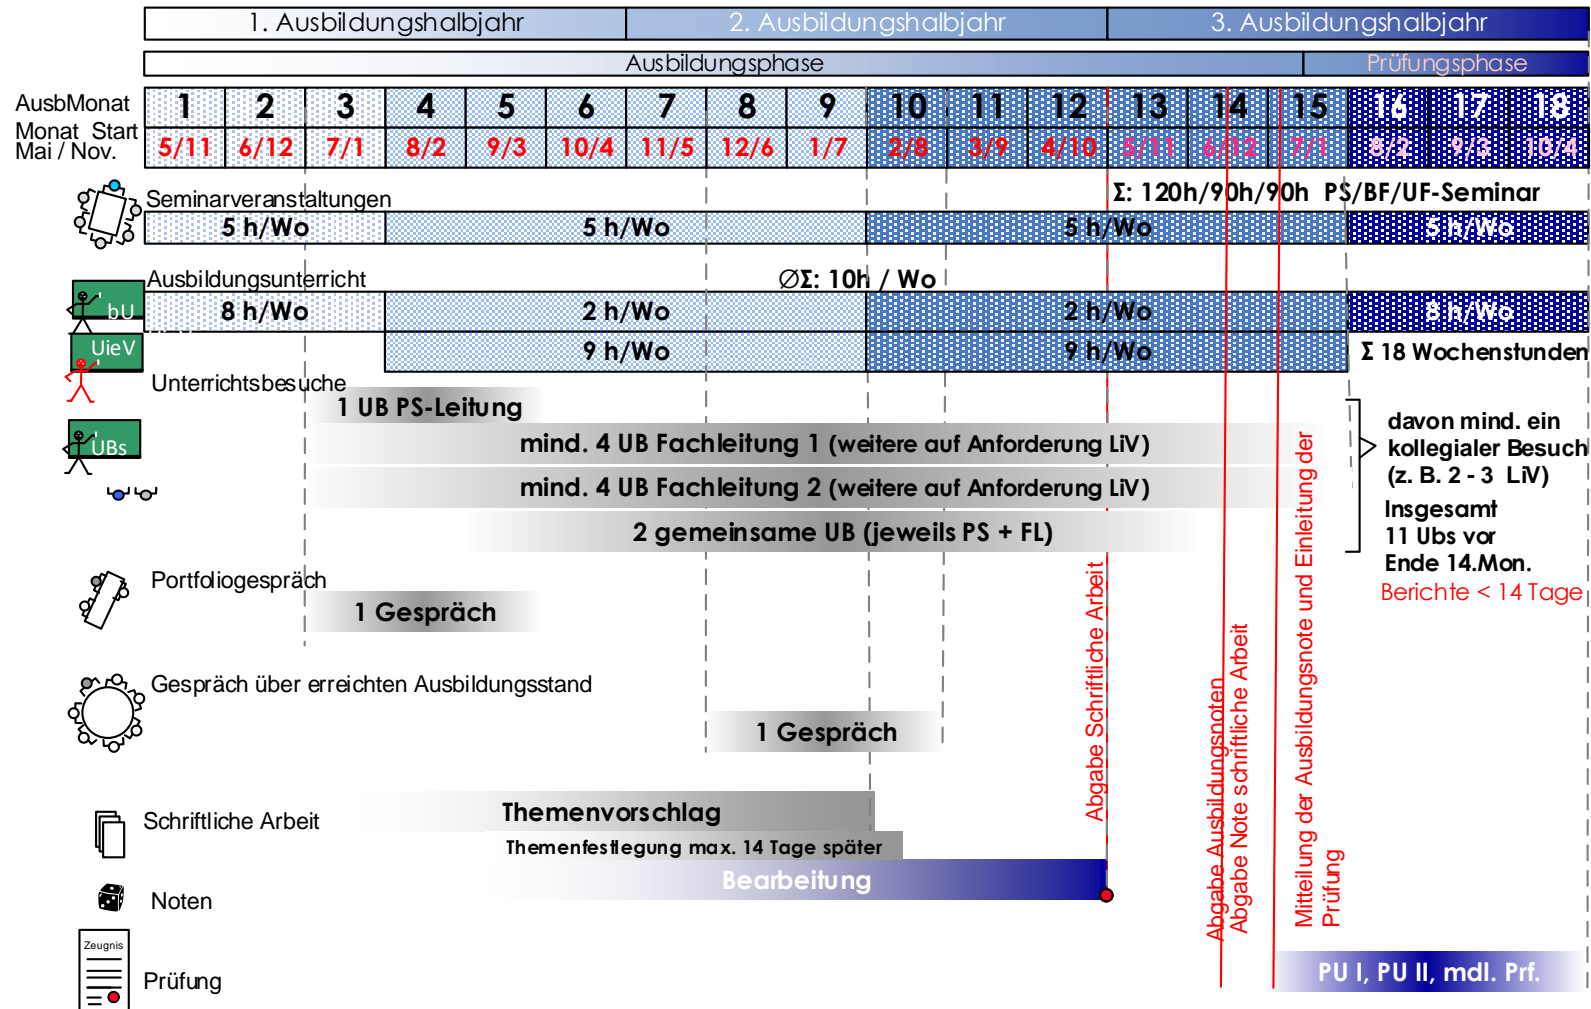 1. Ausbildungshalbjahr 2. Ausbildungshalbjahr 3. Ausbildungshalbjahr
Ausbildungsphase Prüfungsphase
AusbMonat 1 2 3 4 5 6 7 8 9 10 11 12 13 14 15 16 17 18
Monat Start
Mai / Nov. 5/11 6/12 7/1 8/2 9/3 10/4 11/5 12/6 1/7 2/8 3/9 4/10 5/11 6/12 7/1 8/2 9/3 10/4
Seminarveranstaltungen Σ: 120h/90h/90h PS/BF/UF-Seminar
5 h/Wo 5 h/Wo 5 h/Wo 5 h/Wo
Ausbildungsunterricht ∅Σ: 10h / Wo
bU 8 h/Wo 2 h/Wo 2 h/Wo 8 h/Wo
UieV 9 h/Wo 9 h/Wo Σ 18 Wochenstunden
Unterrichtsbesuche
1 UB PS-Leitung
UBs mind. 4 UB Fachleitung 1 (weitere auf Anforderung LiV)
mind. 4 UB Fachleitung 2 (weitere auf Anforderung LiV)
2 gemeinsame UB (jeweils PS + FL)
davon mind. ein
kollegialer Besuch
(z. B. 2 - 3 LiV)
Insgesamt
11 Ubs vor
Ende 14.Mon.
Berichte < 14 Tage
Portfoliogespräch
1 Gespräch
Gespräch über erreichten Ausbildungsstand
1 Gespräch
Abgabe Schriftliche Arbeit
Abgabe Ausbildungsnoten
Abgabe Note schriftliche Arbeit
Mitteilung der Ausbildungsnote und Einleitung der
Prüfung
Schriftliche Arbeit
Themenvorschlag
Themenfestlegung max. 14 Tage später
Bearbeitung
Noten
Zeugnis
Prüfung
PU I, PU II, mdl. Prf.